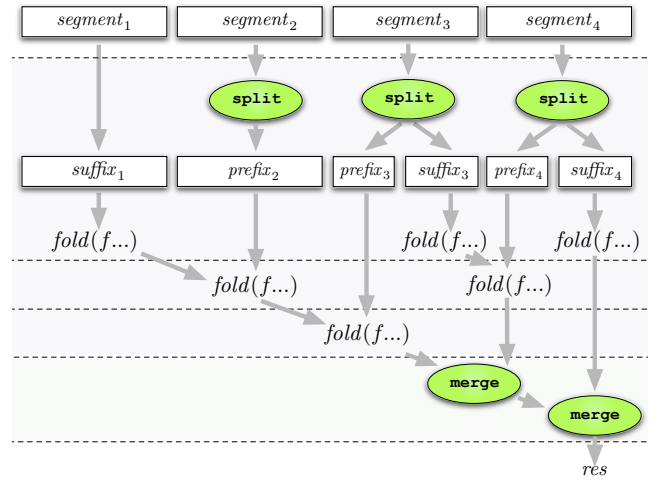 segment₁ segment₂ segment₃ segment₄
split split split
suffix₁ prefix₂ prefix₃ suffix₃ prefix₄ suffix₄
fold(f...) fold(f...) fold(f...)
fold(f...) fold(f...)
fold(f...)
merge
merge
res